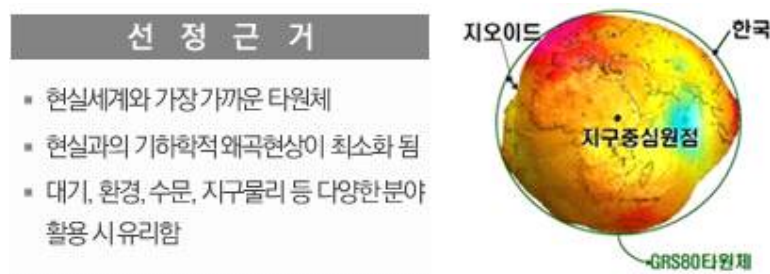 선 정 근 거
▪ 현실세계와 가장 가까운 타원체
▪ 현실과의 기하학적 왜곡현상이 최소화 됨
▪ 대기, 환경, 수문, 지구물리 등 다양한 분야
활용 시 유리함
지오이드
한국
지구중심원점
GRS80타원체